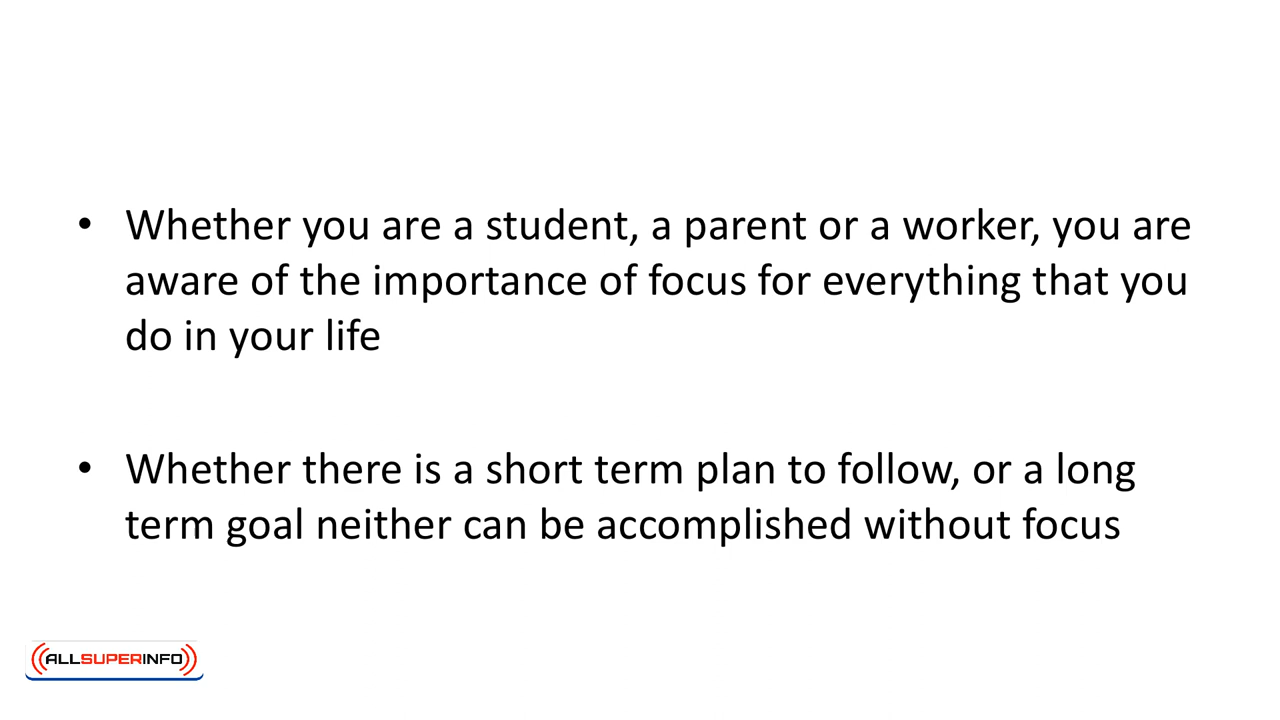 • Whether you are a student, a parent or a worker, you are
aware of the importance of focus for everything that you
do in your life
• Whether there is a short term plan to follow, or a long
term goal neither can be accomplished without focus
ALLSUPERINFO